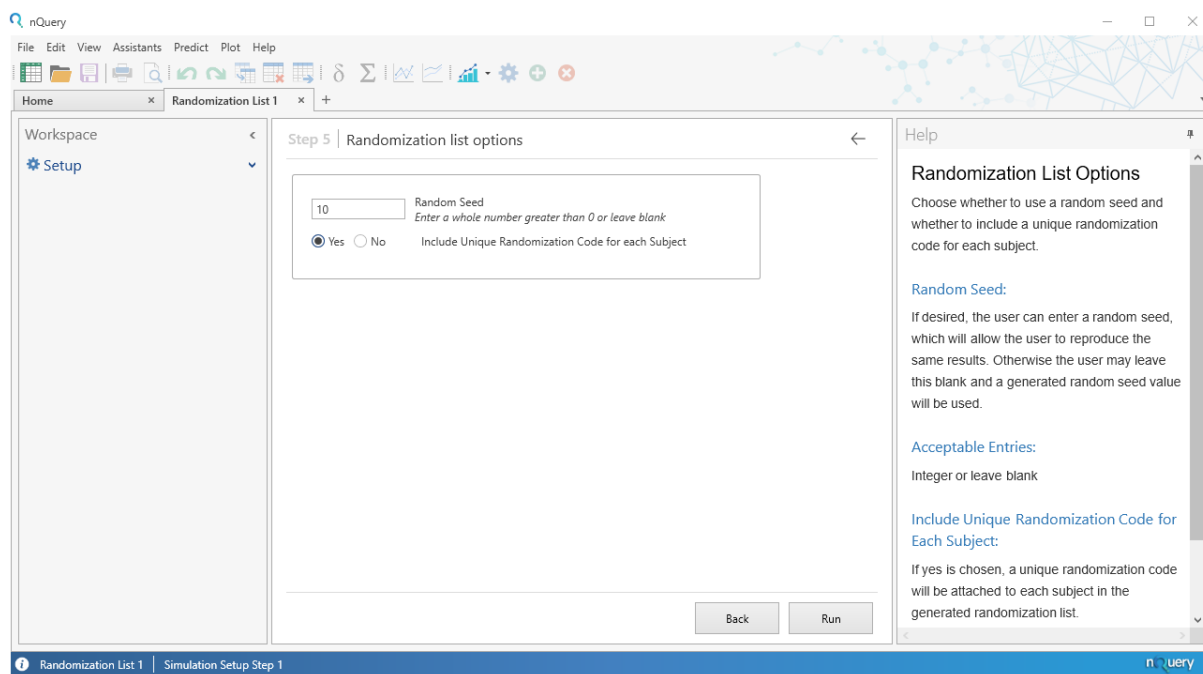 nQuery
File Edit View Assistants Predict Plot Help
Home × Randomization List 1 × +
Workspace
Setup
Step 5 Randomization list options
10
Random Seed
Enter a whole number greater than 0 or leave blank
Yes No Include Unique Randomization Code for each Subject
Back Run
Help
Randomization List Options
Choose whether to use a random seed and
whether to include a unique randomization
code for each subject.
Random Seed:
If desired, the user can enter a random seed,
which will allow the user to reproduce the
same results. Otherwise the user may leave
this blank and a generated random seed value
will be used.
Acceptable Entries:
Integer or leave blank
Include Unique Randomization Code for
Each Subject:
If yes is chosen, a unique randomization code
will be attached to each subject in the
generated randomization list.
Randomization List 1 Simulation Setup Step 1
nQuery